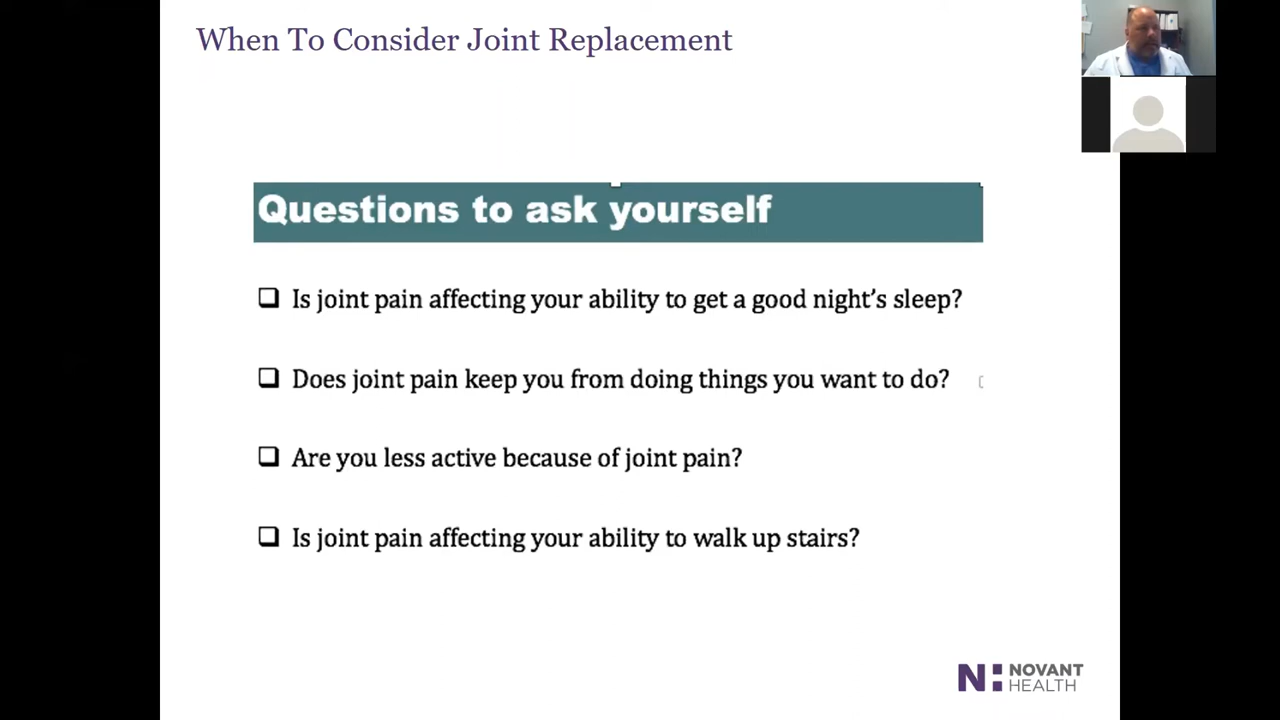 When To Consider Joint Replacement
Questions to ask yourself
Is joint pain affecting your ability to get a good night’s sleep?
Does joint pain keep you from doing things you want to do?
Are you less active because of joint pain?
Is joint pain affecting your ability to walk up stairs?
NOVANT
HEALTH